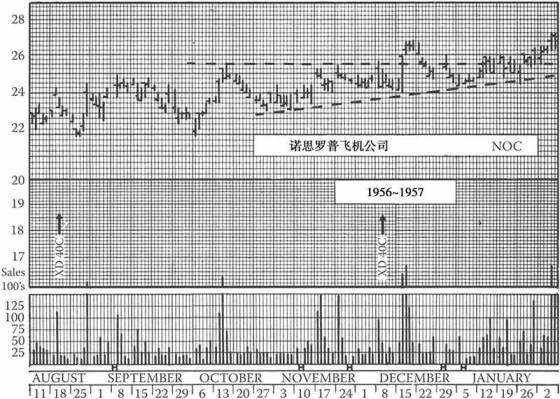 28
26
24
22
诺思罗普飞机公司 NOC
20
1956~1957
19
18
XD 40C XD 40C
17
Sales
100's
125
100
75
50
25
AUGUST SEPTEMBER OCTOBER NOVEMBER DECEMBER JANUARY
11 18 25 1 8 15 22 29 6 13 20 27 3 10 17 24 1 8 15 22 29 5 12 19 26 2